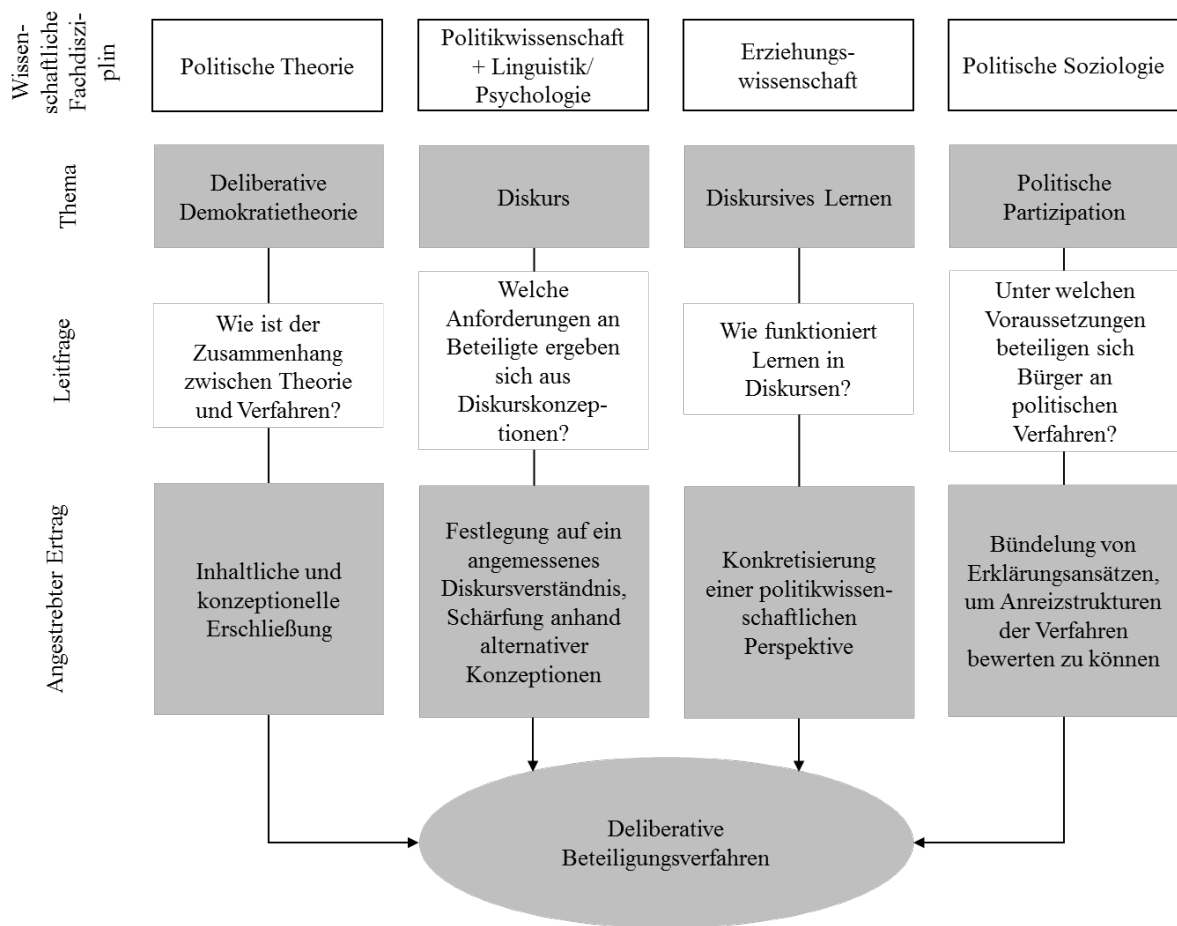 Wissen-
schaftliche
Fachdiszi-
plin
Politische Theorie
Politikwissenschaft
+ Linguistik/
Psychologie
Erziehungs-
wissenschaft
Politische Soziologie
Thema
Deliberative
Demokratietheorie
Diskurs
Diskursives Lernen
Politische
Partizipation
Leitfrage
Wie ist der
Zusammenhang
zwischen Theorie
und Verfahren?
Welche
Anforderungen an
Beteiligte ergeben
sich aus
Diskurskonzep-
tionen?
Wie funktioniert
Lernen in
Diskursen?
Unter welchen
Voraussetzungen
beteiligen sich
Bürger an
politischen
Verfahren?
Angestrebter Ertrag
Inhaltliche und
konzeptionelle
Erschließung
Festlegung auf ein
angemessenes
Diskursverständnis,
Schärfung anhand
alternativer
Konzeptionen
Konkretisierung
einer politikwissen-
schaftlichen
Perspektive
Bündelung von
Erklärungsansätzen,
um Anreizstrukturen
der Verfahren
bewerten zu können
Deliberative
Beteiligungsverfahren